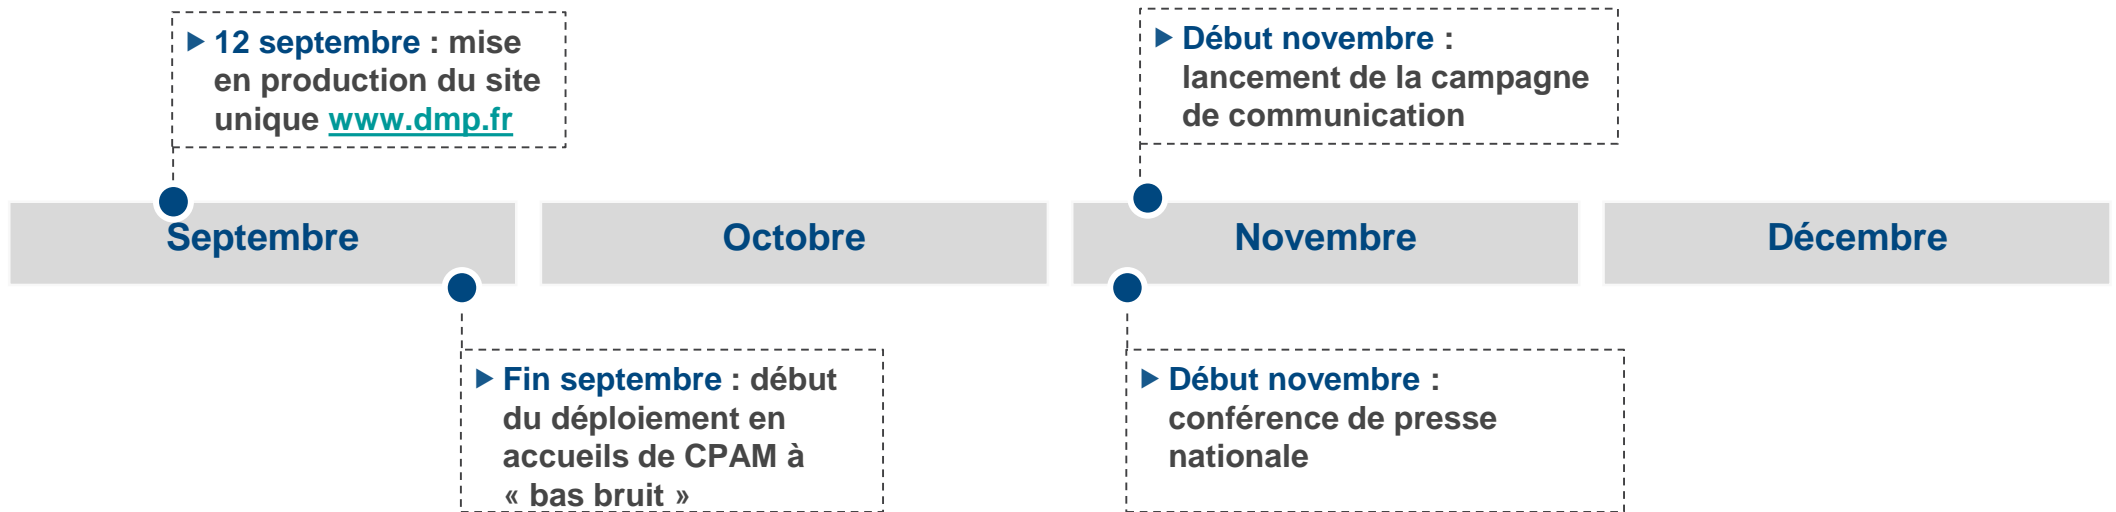 12 septembre : mise
en production du site
unique www.dmp.fr
Début novembre :
lancement de la campagne
de communication
Septembre
Octobre
Novembre
Décembre
Fin septembre : début
du déploiement en
accueils de CPAM à
« bas bruit »
Début novembre :
conférence de presse
nationale